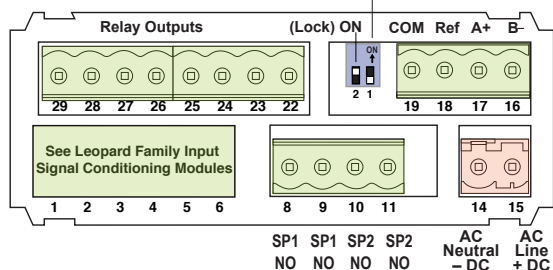 Relay Outputs (Lock) ON COM Ref A+ B–
ON
29 28 27 26 25 24 23 22 2 1 19 18 17 16
See Leopard Family Input
Signal Conditioning Modules
1 2 3 4 5 6 8 9 10 11 14 15
SP1 SP1 SP2 SP2 AC AC
NO NO NO NO Neutral Line
– DC + DC